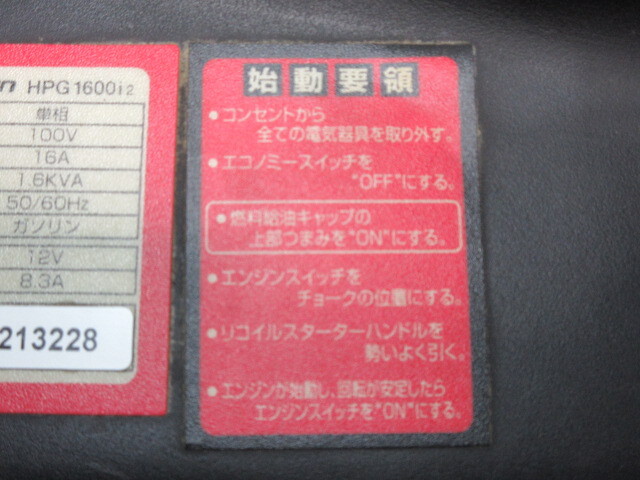 HPG1600i2
単相
100V
16A
1.6KVA
50/60Hz
ガソリン
12V
8.3A
213228
始動要領
●コンセントから
全ての電気器具を取り外す。
●エコノミースイッチを
"OFF"にする。
●燃料給油キャップの
上部つまみを"ON"にする。
●エンジンスイッチを
チョークの位置にする。
●リコイルスターターハンドルを
勢いよく引く。
●エンジンが始動し、回転が安定したら
エンジンスイッチを"ON"にする。